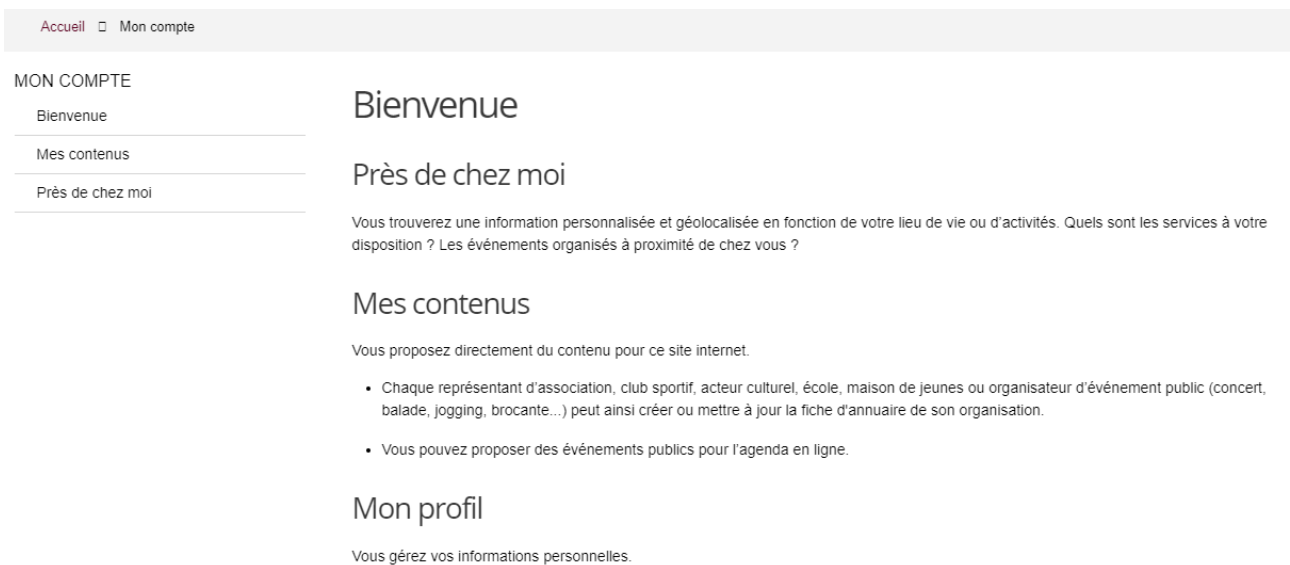 Accueil Mon compte
MON COMPTE
Bienvenue
Mes contenus
Près de chez moi
Bienvenue
Près de chez moi
Vous trouverez une information personnalisée et géolocalisée en fonction de votre lieu de vie ou d’activités. Quels sont les services à votre
disposition ? Les événements organisés à proximité de chez vous ?
Mes contenus
Vous proposez directement du contenu pour ce site internet.
• Chaque représentant d’association, club sportif, acteur culturel, école, maison de jeunes ou organisateur d’événement public (concert,
balade, jogging, brocante...) peut ainsi créer ou mettre à jour la fiche d'annuaire de son organisation.
• Vous pouvez proposer des événements publics pour l’agenda en ligne.
Mon profil
Vous gérez vos informations personnelles.